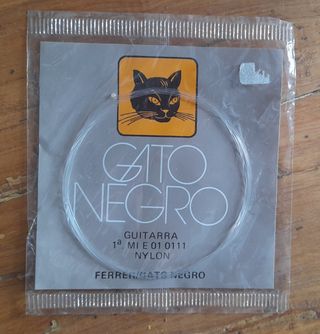 GATO
NEGRO
GUITARRA
1ª, MI E 01 0111
NYLON
FERRER/GATS NEGRO